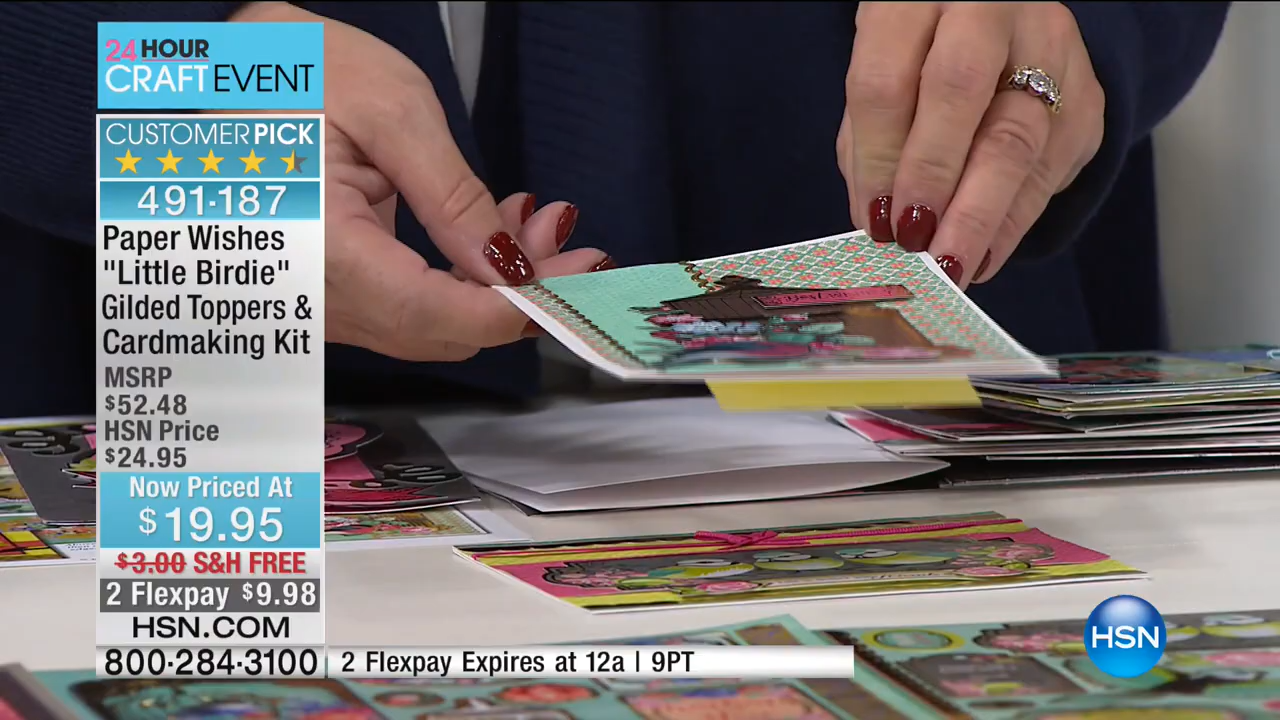 24 HOUR
CRAFT EVENT
CUSTOMER PICK
491-187
Paper Wishes
"Little Birdie"
Gilded Toppers &
Cardmaking Kit
MSRP
$52.48
HSN Price
$24.95
Now Priced At
$19.95
$3.00 S&H FREE
2 Flexpay $9.98
HSN.COM
800-284-3100
2 Flexpay Expires at 12a | 9PT
HSN